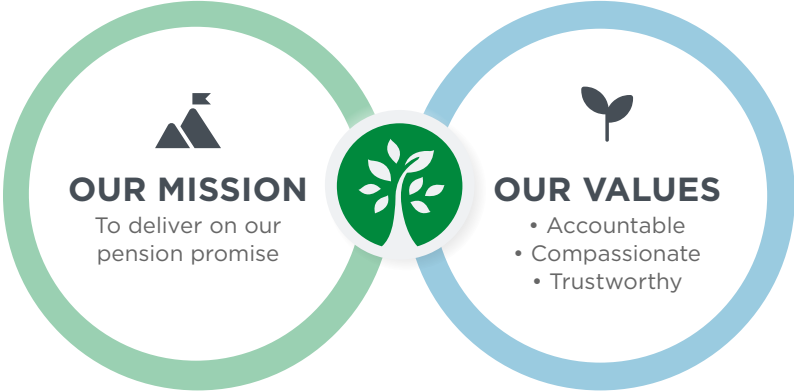 OUR MISSION
To deliver on our
pension promise
OUR VALUES
• Accountable
• Compassionate
• Trustworthy